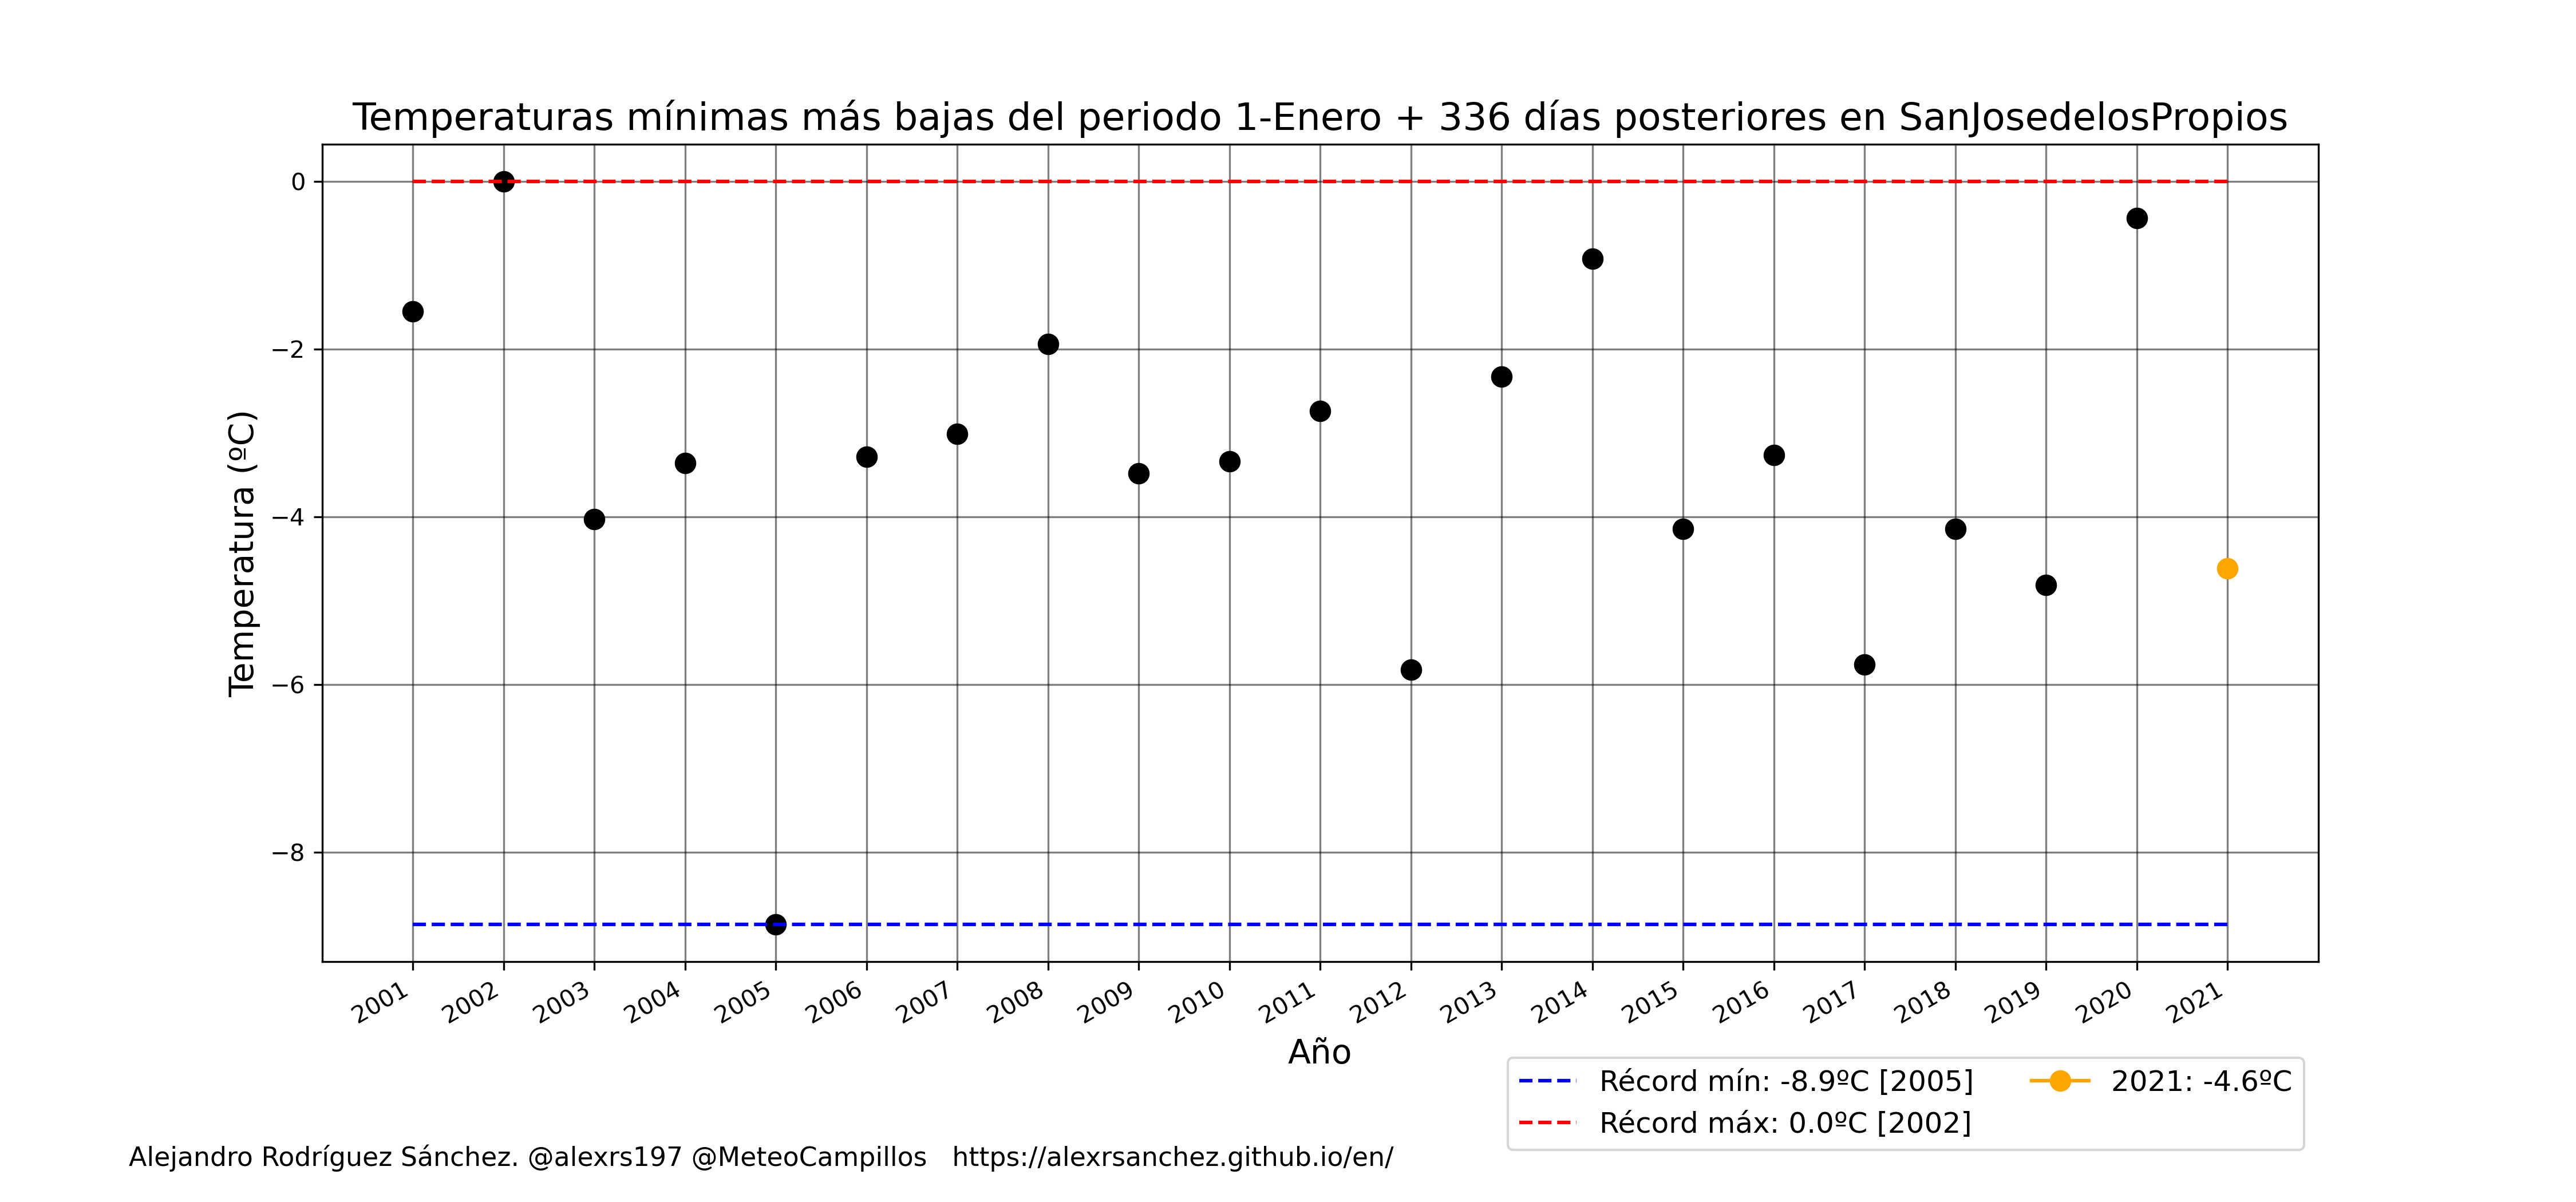 Temperaturas mínimas más bajas del periodo 1-Enero + 336 días posteriores en SanJosedelosPropios
Temperatura (ºC)
0
−2
−4
−6
−8
2001 2002 2003 2004 2005 2006 2007 2008 2009 2010 2011 2012 2013 2014 2015 2016 2017 2018 2019 2020 2021
Año
Récord mín: -8.9ºC [2005]
Récord máx: 0.0ºC [2002]
2021: -4.6ºC
Alejandro Rodríguez Sánchez. @alexrs197 @MeteoCampillos https://alexrsanchez.github.io/en/